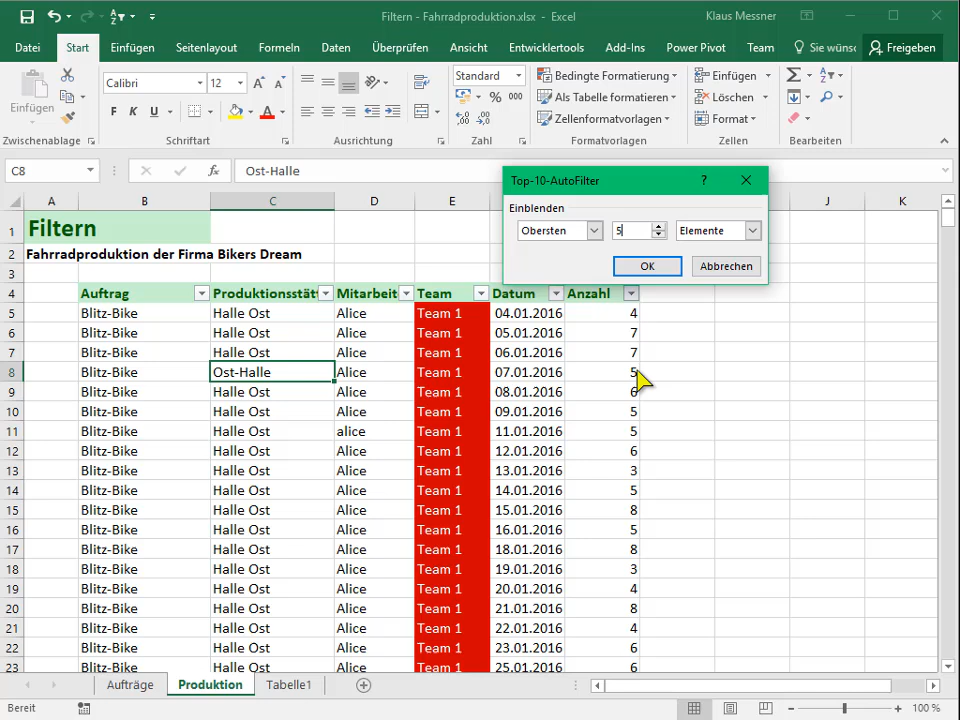 Filtern - Fahrradproduktion.xlsx - Excel
Klaus Messner
Datei Start Einfügen Seitenlayout Formeln Daten Überprüfen Ansicht Entwicklertools Add-Ins Power Pivot Team Sie wünsc Freigeben
Einfügen
Calibri 12
F K U
Standard
% 000
Bedingte Formatierung
Als Tabelle formatieren
Zellenformatvorlagen
Einfügen
Löschen
Format
Zwischenablage Schriftart Ausrichtung Zahl Formatvorlagen Zellen Bearbeiten
C8 fx Ost-Halle
Top-10-AutoFilter ?
Einblenden
Obersten 5 Elemente
OK Abbrechen
A B C D E J K
1 Filtern
2 Fahrradproduktion der Firma Bikers Dream
3
4 Auftrag Produktionsstät Mitarbeit Team Datum Anzahl
5 Blitz-Bike Halle Ost Alice Team 1 04.01.2016 4
6 Blitz-Bike Halle Ost Alice Team 1 05.01.2016 7
7 Blitz-Bike Halle Ost Alice Team 1 06.01.2016 7
8 Blitz-Bike Ost-Halle Alice Team 1 07.01.2016 5
9 Blitz-Bike Halle Ost Alice Team 1 08.01.2016 6
10 Blitz-Bike Halle Ost Alice Team 1 09.01.2016 5
11 Blitz-Bike Halle Ost alice Team 1 11.01.2016 5
12 Blitz-Bike Halle Ost Alice Team 1 12.01.2016 6
13 Blitz-Bike Halle Ost Alice Team 1 13.01.2016 3
14 Blitz-Bike Halle Ost Alice Team 1 14.01.2016 5
15 Blitz-Bike Halle Ost Alice Team 1 15.01.2016 8
16 Blitz-Bike Halle Ost Alice Team 1 16.01.2016 5
17 Blitz-Bike Halle Ost Alice Team 1 18.01.2016 8
18 Blitz-Bike Halle Ost Alice Team 1 19.01.2016 3
19 Blitz-Bike Halle Ost Alice Team 1 20.01.2016 4
20 Blitz-Bike Halle Ost Alice Team 1 21.01.2016 8
21 Blitz-Bike Halle Ost Alice Team 1 22.01.2016 4
22 Blitz-Bike Halle Ost Alice Team 1 23.01.2016 6
23 Blitz-Bike Halle Ost Alice Team 1 25.01.2016 6
Aufträge Produktion Tabelle1
Bereit 100 %